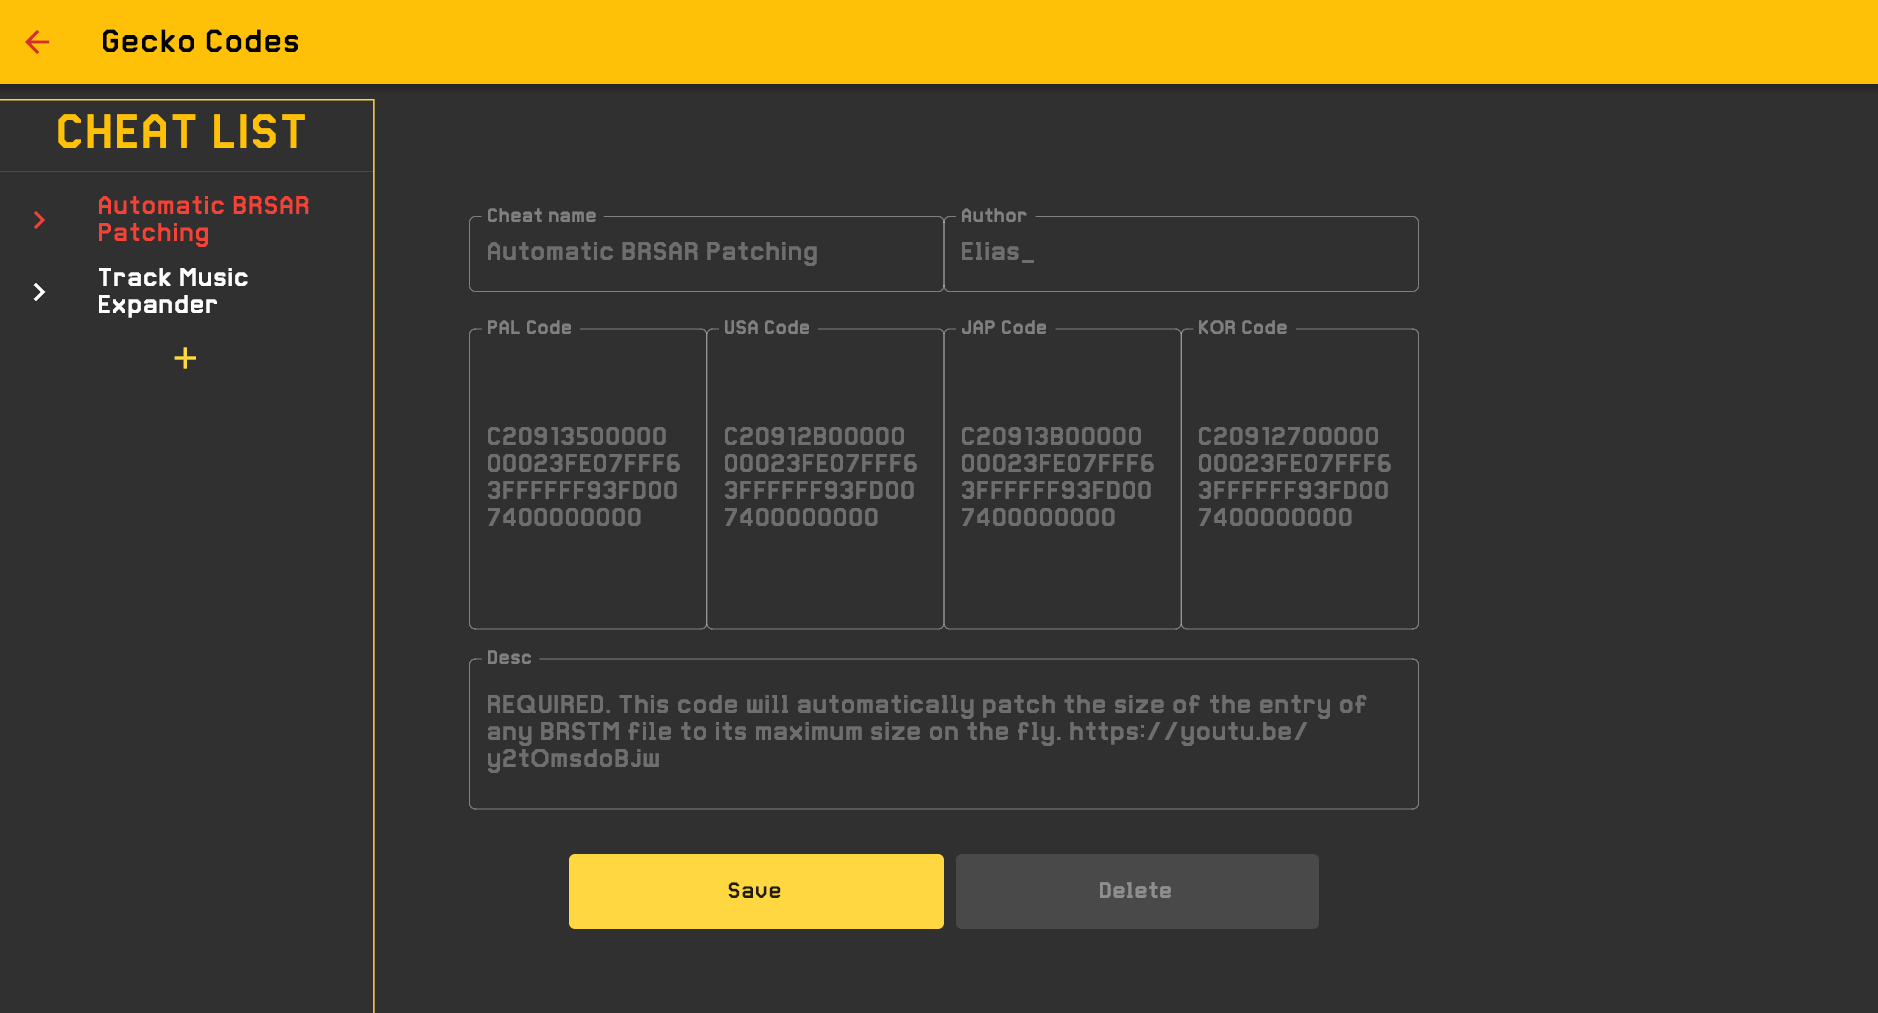 Gecko Codes
CHEAT LIST
Automatic BRSAR
Patching
Track Music
Expander
+
Cheat name
Automatic BRSAR Patching
Author
Elias_
PAL Code
C20913500000
00023FE07FFF6
3FFFFFF93FD00
7400000000
USA Code
C20912B00000
00023FE07FFF6
3FFFFFF93FD00
7400000000
JAP Code
C20913B00000
00023FE07FFF6
3FFFFFF93FD00
7400000000
KOR Code
C20912700000
00023FE07FFF6
3FFFFFF93FD00
7400000000
Desc
REQUIRED. This code will automatically patch the size of the entry of
any BRSTM file to its maximum size on the fly. https://youtu.be/
y2tOmsdoBjw
Save
Delete